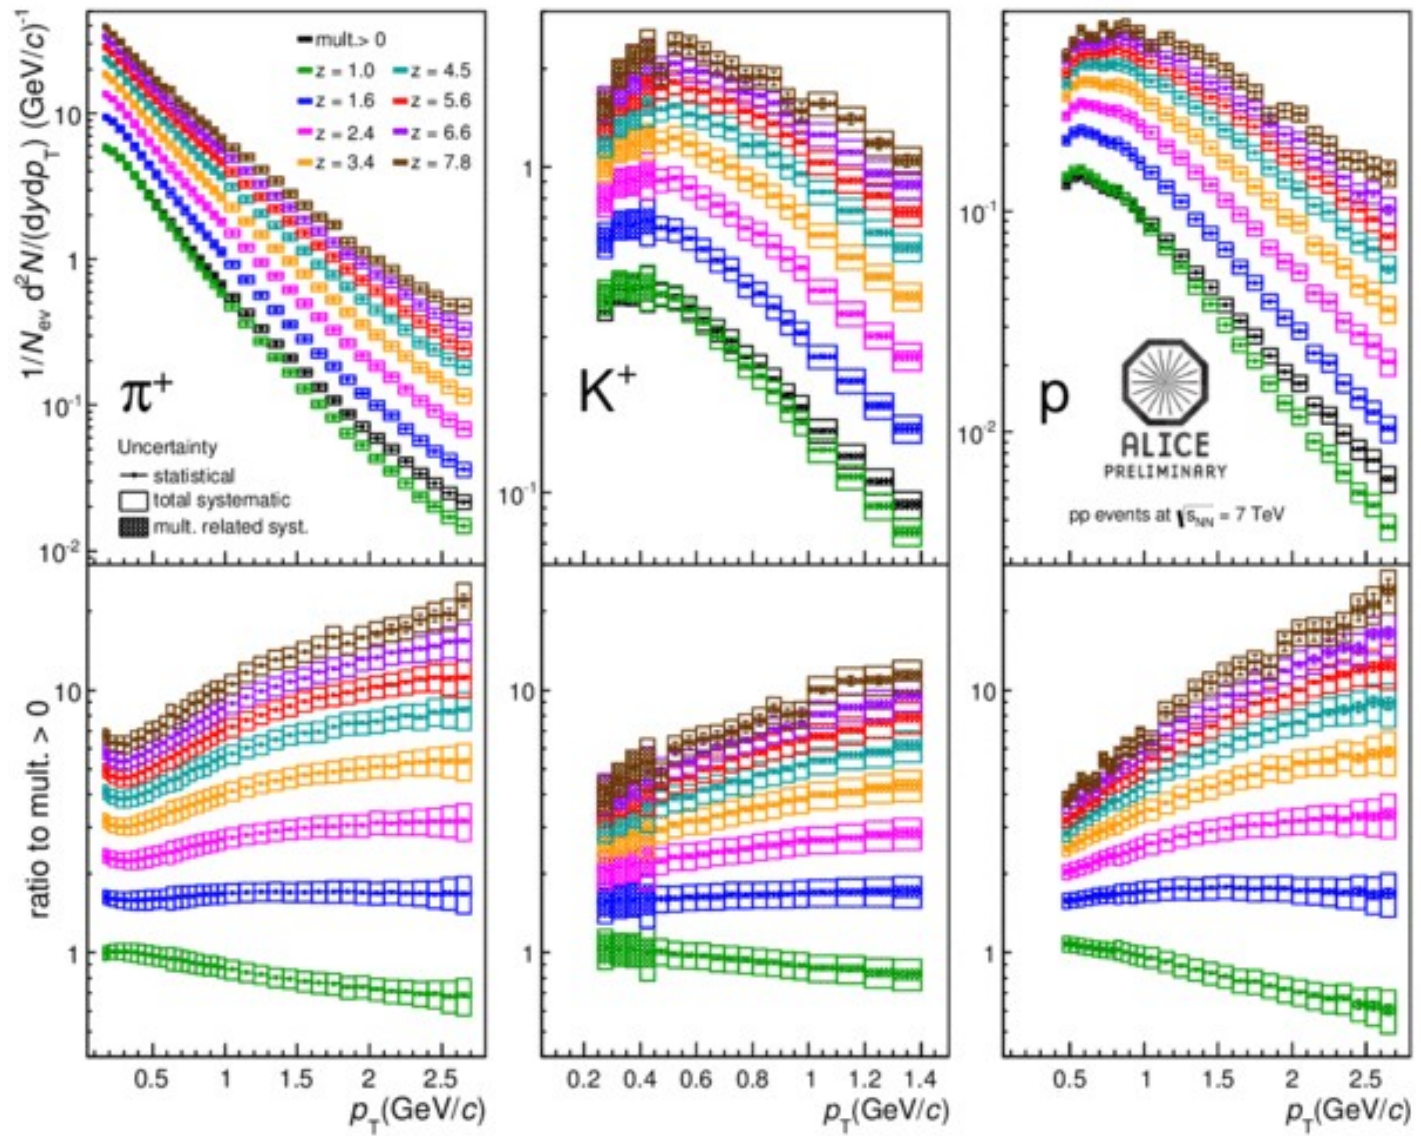 1/N_ev d²N/(dydp_T) (GeV/c)⁻¹
10
1
10⁻¹
10⁻²
mult.> 0
z = 1.0 z = 4.5
z = 1.6 z = 5.6
z = 2.4 z = 6.6
z = 3.4 z = 7.8
π⁺
Uncertainty
statistical
total systematic
mult. related syst.
1
10⁻¹
K⁺
10⁻¹
10⁻²
p
ALICE
PRELIMINARY
pp events at √s_NN = 7 TeV
ratio to mult. > 0
10
1
10
1
10
1
0.5 1 1.5 2 2.5
p_T(GeV/c)
0.2 0.4 0.6 0.8 1 1.2 1.4
p_T(GeV/c)
0.5 1 1.5 2 2.5
p_T(GeV/c)